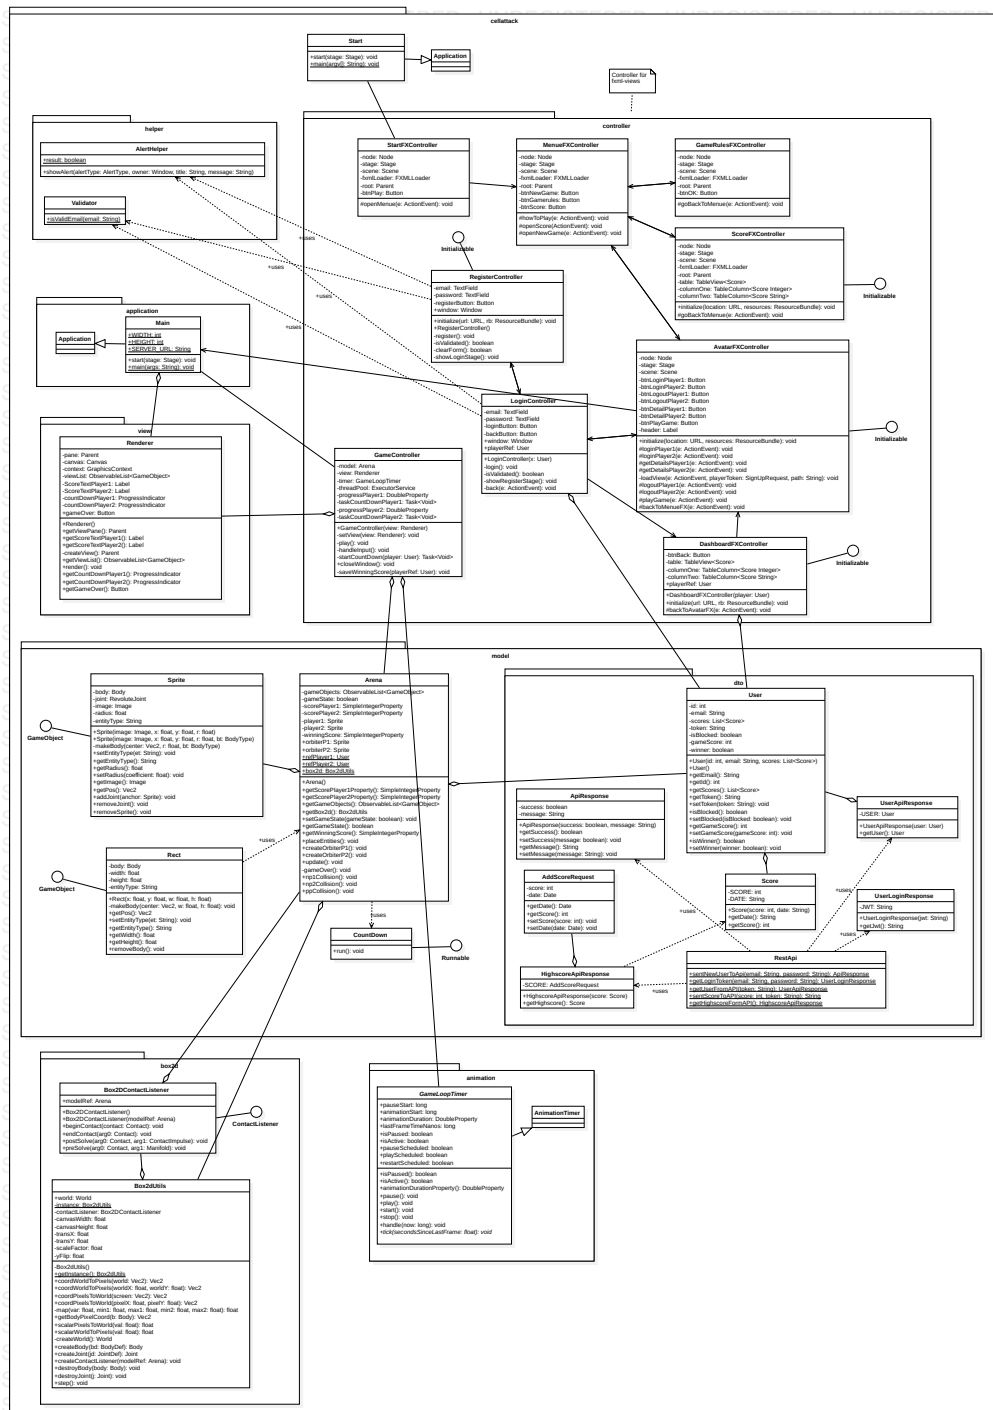 cellattack
Start
+start(stage: Stage): void
+main(argv[]: String): void
Application
Controller for
fxml-views
helper
AlertHelper
+result: boolean
+showAlert(alertType: AlertType, owner: Window, title: String, message: String)
Validator
+isValidEmail(email: String)
controller
StartFXController
-node: Node
-stage: Stage
-scene: Scene
-fxmlLoader: FXMLLoader
-root: Parent
-btnPlay: Button
#openMenue(e: ActionEvent): void
MenueFXController
-node: Node
-stage: Stage
-scene: Scene
-fxmlLoader: FXMLLoader
-root: Parent
-btnNewGame: Button
-btnGamerules: Button
-btnScore: Button
#howToPlay(e: ActionEvent): void
#openScore(ActionEvent): void
#openNewGame(e: ActionEvent): void
GameRulesFXController
-node: Node
-stage: Stage
-scene: Scene
-fxmlLoader: FXMLLoader
-root: Parent
-btnOK: Button
#goBackToMenue(e: ActionEvent): void
ScoreFXController
-node: Node
-stage: Stage
-scene: Scene
-fxmlLoader: FXMLLoader
-root: Parent
-table: TableView<Score>
-columnOne: TableColumn<Score Integer>
-columnTwo: TableColumn<Score String>
+initialize(location: URL, resources: ResourceBundle): void
#goBackToMenue(e: ActionEvent): void
Initializable
Initializable
RegisterController
-email: TextField
-password: TextField
-registerButton: Button
+window: Window
+initialize(url: URL, rb: ResourceBundle): void
+RegisterController()
-register(): void
-isValidated(): boolean
-clearForm(): boolean
-showLoginStage(): void
+uses
+uses
+uses
+uses
application
Application
Main
+WIDTH: int
+HEIGHT: int
+SERVER_URL: String
+start(stage: Stage): void
+main(args: String): void
AvatarFXController
-node: Node
-stage: Stage
-scene: Scene
-btnLoginPlayer1: Button
-btnLoginPlayer2: Button
-btnLogoutPlayer1: Button
-btnLogoutPlayer2: Button
-btnDetailPlayer1: Button
-btnDetailPlayer2: Button
-btnPlayGame: Button
-header: Label
+initialize(location: URL, resources: ResourceBundle): void
#loginPlayer1(e: ActionEvent): void
#loginPlayer2(e: ActionEvent): void
#getDetailsPlayer1(e: ActionEvent): void
#getDetailsPlayer2(e: ActionEvent): void
-loadView(e: ActionEvent, playerToken: SignUpRequest, path: String): void
#logoutPlayer1(e: ActionEvent): void
#logoutPlayer2(e: ActionEvent): void
#playGame(e: ActionEvent): void
#backToMenueFX(e: ActionEvent): void
Initializable
LoginController
-email: TextField
-password: TextField
-loginButton: Button
-backButton: Button
+window: Window
+playerRef: User
+LoginController(x: User)
-login(): void
-isValidated(): boolean
-showRegisterStage(): void
-back(e: ActionEvent): void
view
Renderer
-pane: Parent
-canvas: Canvas
-context: GraphicsContext
-viewList: ObservableList<GameObject>
-ScoreTextPlayer1: Label
-ScoreTextPlayer2: Label
-countDownPlayer1: ProgressIndicator
-countDownPlayer2: ProgressIndicator
+gameOver: Button
+Renderer()
+getViewPane(): Parent
+getScoreTextPlayer1(): Label
+getScoreTextPlayer2(): Label
-createView(): Parent
+getViewList(): ObservableList<GameObject>
+render(): void
+getCountDownPlayer1(): ProgressIndicator
+getCountDownPlayer2(): ProgressIndicator
+getGameOver(): Button
GameController
-model: Arena
-view: Renderer
-timer: GameLoopTimer
-threadPool: ExecutorService
-progressPlayer1: DoubleProperty
-taskCountDownPlayer1: Task<Void>
-progressPlayer2: DoubleProperty
-taskCountDownPlayer2: Task<Void>
+GameController(view: Renderer)
-setView(view: Renderer): void
-play(): void
-handleInput(): void
-startCountDown(player: User): Task<Void>
+closeWindow(): void
-saveWinningScore(playerRef: User): void
DashboardFXController
-btnBack: Button
-table: TableView<Score>
-columnOne: TableColumn<Score Integer>
-columnTwo: TableColumn<Score String>
+playerRef: User
+DashboardFXController(player: User)
+initialize(url: URL, rb: ResourceBundle): void
#backToAvatarFX(e: ActionEvent): void
Initializable
model
Sprite
-body: Body
-joint: RevoluteJoint
-image: Image
-radius: float
-entityType: String
+Sprite(image: Image, x: float, y: float, r: float)
+Sprite(image: Image, x: float, y: float, r: float, bt: BodyType)
-makeBody(center: Vec2, r: float, bt: BodyType)
+setEntityType(et: String): void
+getEntityType(): String
+getRadius(): float
+setRadius(coefficient: float): void
+getImage(): Image
+getPos(): Vec2
+addJoint(anchor: Sprite): void
+removeJoint(): void
+removeSprite(): void
GameObject
Arena
-gameObjects: ObservableList<GameObject>
-gameState: boolean
-scorePlayer1: SimpleIntegerProperty
-scorePlayer2: SimpleIntegerProperty
-player1: Sprite
-player2: Sprite
-winningScore: SimpleIntegerProperty
+orbiterP1: Sprite
+orbiterP2: Sprite
+refPlayer1: User
+refPlayer2: User
+box2d: Box2dUtils
+Arena()
+getScorePlayer1Property(): SimpleIntegerProperty
+getScorePlayer2Property(): SimpleIntegerProperty
+getGameObjects(): ObservableList<GameObject>
+getBox2d(): Box2dUtils
+setGameState(gameState: boolean): void
+getGameState(): boolean
+getWinningScore(): SimpleIntegerProperty
+placeEntities(): void
+createOrbiterP1(): void
+createOrbiterP2(): void
+update(): void
-gameOver(): void
+np1Collision(): void
+np2Collision(): void
+ppCollision(): void
+uses
Rect
-body: Body
-width: float
-height: float
-entityType: String
+Rect(x: float, y: float, w: float, h: float)
-makeBody(center: Vec2, w: float, h: float): void
+getPos(): Vec2
+setEntityType(et: String): void
+getEntityType(): String
+getWidth(): float
+getHeight(): float
+removeBody(): void
GameObject
+uses
CountDown
+run(): void
Runnable
dto
User
-id: int
-email: String
-scores: List<Score>
-token: String
-isBlocked: boolean
-gameScore: int
-winner: boolean
+User(id: int, email: String, scores: List<Score>)
+User()
+getEmail(): String
+getId(): int
+getScores(): List<Score>
+getToken(): String
+setToken(token: String): void
+isBlocked(): boolean
+setBlocked(isBlocked: boolean): void
+getGameScore(): int
+setGameScore(gameScore: int): void
+isWinner(): boolean
+setWinner(winner: boolean): void
ApiResponse
-success: boolean
-message: String
+ApiResponse(success: boolean, message: String)
+getSuccess(): boolean
+setSuccess(message: boolean): void
+getMessage(): String
+setMessage(message: String): void
UserApiResponse
-USER: User
+UserApiResponse(user: User)
+getUser(): User
AddScoreRequest
-score: int
-date: Date
+getDate(): Date
+getScore(): int
+setScore(score: int): void
+setDate(date: Date): void
Score
-SCORE: int
-DATE: String
+Score(score: int, date: String)
+getDate(): String
+getScore(): int
UserLoginResponse
-JWT: String
+UserLoginResponse(jwt: String)
+getJwt(): String
+uses
+uses
+uses
+uses
HighscoreApiResponse
-SCORE: AddScoreRequest
+HighscoreApiResponse(score: Score)
+getHighscore(): Score
RestApi
+sentNewUserToApi(email: String, password: String): ApiResponse
+getLoginToken(email: String, password: String): UserLoginResponse
+getUserFromAPI(token: String): UserApiResponse
+sentScoreToAPI(score: int, token: String): String
+getHighscoreFormAPI(): HighscoreApiResponse
box2d
Box2DContactListener
+modelRef: Arena
+Box2DContactListener()
+Box2DContactListener(modelRef: Arena)
+beginContact(contact: Contact): void
+endContact(arg0: Contact): void
+postSolve(arg0: Contact, arg1: ContactImpulse): void
+preSolve(arg0: Contact, arg1: Manifold): void
ContactListener
Box2dUtils
+world: World
-instance: Box2dUtils
-contactListener: Box2DContactListener
-canvasWidth: float
-canvasHeight: float
-transX: float
-transY: float
-scaleFactor: float
-yFlip: float
-Box2dUtils()
+getInstance(): Box2dUtils
+coordWorldToPixels(world: Vec2): Vec2
+coordWorldToPixels(worldX: float, worldY: float): Vec2
+coordPixelsToWorld(screen: Vec2): Vec2
+coordPixelsToWorld(pixelX: float, pixelY: float): Vec2
-map(var: float, min1: float, max1: float, min2: float, max2: float): float
+getBodyPixelCoord(b: Body): Vec2
+scalarPixelsToWorld(val: float): float
+scalarWorldToPixels(val: float): float
-createWorld(): World
+createBody(bd: BodyDef): Body
+createJoint(jd: JointDef): Joint
+createContactListener(modelRef: Arena): void
+destroyBody(body: Body): void
+destroyJoint(j: Joint): void
+step(): void
animation
GameLoopTimer
+pauseStart: long
+animationStart: long
+animationDuration: DoubleProperty
+lastFrameTimeNanos: long
+isPaused: boolean
+isActive: boolean
+pauseScheduled: boolean
+playScheduled: boolean
+restartScheduled: boolean
+isPaused(): boolean
+isActive(): boolean
+animationDurationProperty(): DoubleProperty
+pause(): void
+play(): void
+start(): void
+stop(): void
+handle(now: long): void
+tick(secondsSinceLastFrame: float): void
AnimationTimer